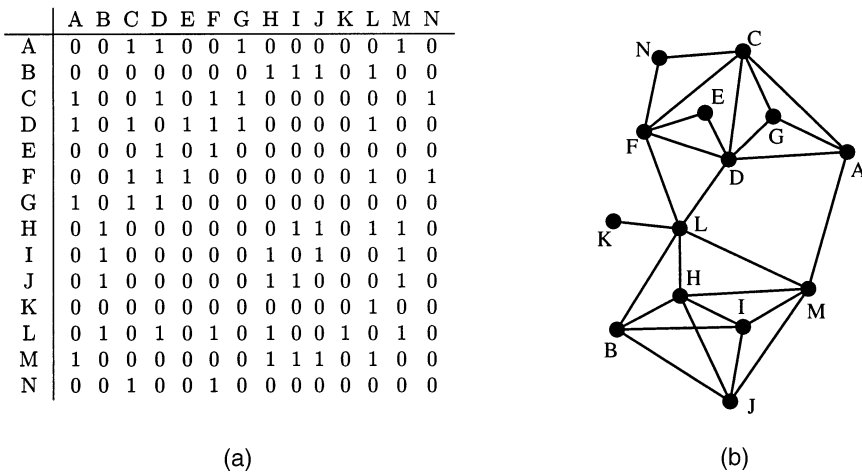 A B C D E F G H I J K L M N
A 0 0 1 1 0 0 1 0 0 0 0 0 1 0
B 0 0 0 0 0 0 0 1 1 1 0 1 0 0
C 1 0 0 1 0 1 1 0 0 0 0 0 0 1
D 1 0 1 0 1 1 1 0 0 0 0 1 0 0
E 0 0 0 1 0 1 0 0 0 0 0 0 0 0
F 0 0 1 1 1 0 0 0 0 0 0 1 0 1
G 1 0 1 1 0 0 0 0 0 0 0 0 0 0
H 0 1 0 0 0 0 0 0 1 1 0 1 1 0
I 0 1 0 0 0 0 0 1 0 1 0 0 1 0
J 0 1 0 0 0 0 0 1 1 0 0 0 1 0
K 0 0 0 0 0 0 0 0 0 0 0 1 0 0
L 0 1 0 1 0 1 0 1 0 0 1 0 1 0
M 1 0 0 0 0 0 0 1 1 1 0 1 0 0
N 0 0 1 0 0 1 0 0 0 0 0 0 0 0
(a)
C
N
E
G
F
D
A
L
K
H
I
M
B
J
(b)